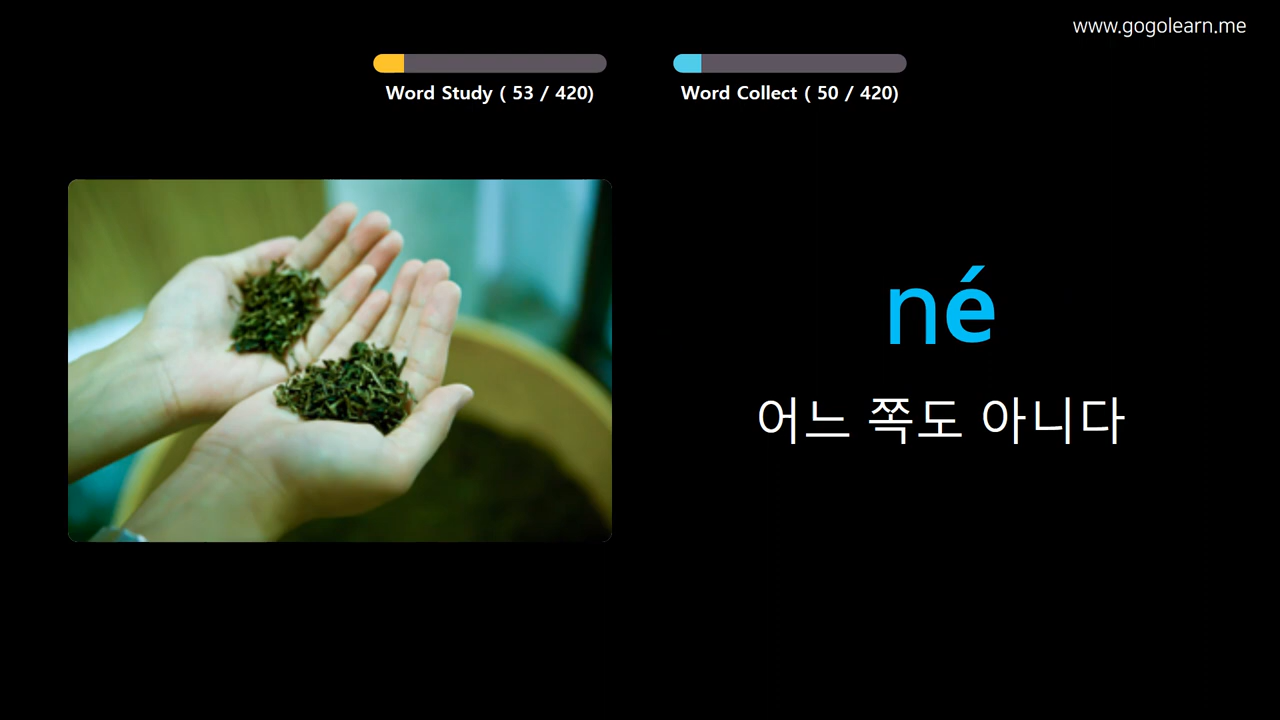 www.gogolearn.me
Word Study ( 53 / 420)
Word Collect ( 50 / 420)
né
어느 쪽도 아니다